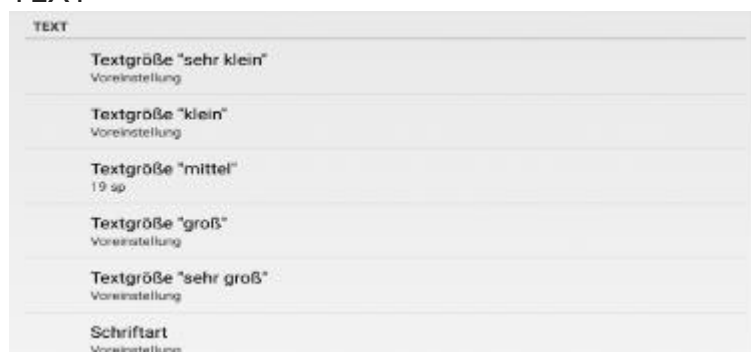 TEXT
TEXT
Textgröße "sehr klein"
Voreinstellung
Textgröße "klein"
Voreinstellung
Textgröße "mittel"
19 sp
Textgröße "groß"
Voreinstellung
Textgröße "sehr groß"
Voreinstellung
Schriftart
Voreinstellung